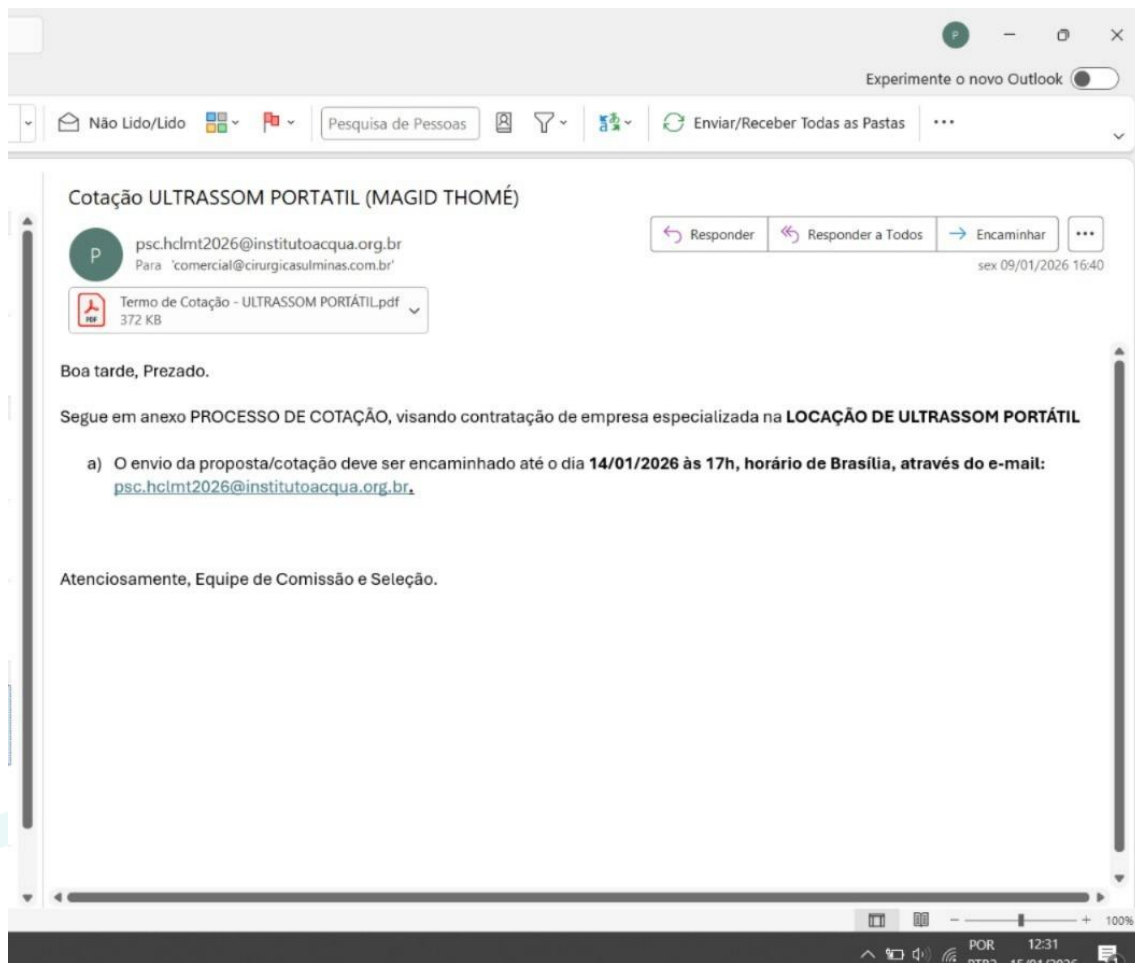 P
Experimente o novo Outlook
Não Lido/Lido
Pesquisa de Pessoas
Enviar/Receber Todas as Pastas
Cotação ULTRASSOM PORTATIL (MAGID THOMÉ)
P
psc.hclmt2026@institutoacqua.org.br
Para 'comercial@cirurgicasulminas.com.br'
Responder
Responder a Todos
Encaminhar
sex 09/01/2026 16:40
PDF
Termo de Cotação - ULTRASSOM PORTÁTIL.pdf
372 KB
Boa tarde, Prezado.
Segue em anexo PROCESSO DE COTAÇÃO, visando contratação de empresa especializada na LOCAÇÃO DE ULTRASSOM PORTÁTIL
a) O envio da proposta/cotação deve ser encaminhado até o dia 14/01/2026 às 17h, horário de Brasília, através do e-mail:
psc.hclmt2026@institutoacqua.org.br.
Atenciosamente, Equipe de Comissão e Seleção.
100%
POR
12:31
PTB2
15/01/2026